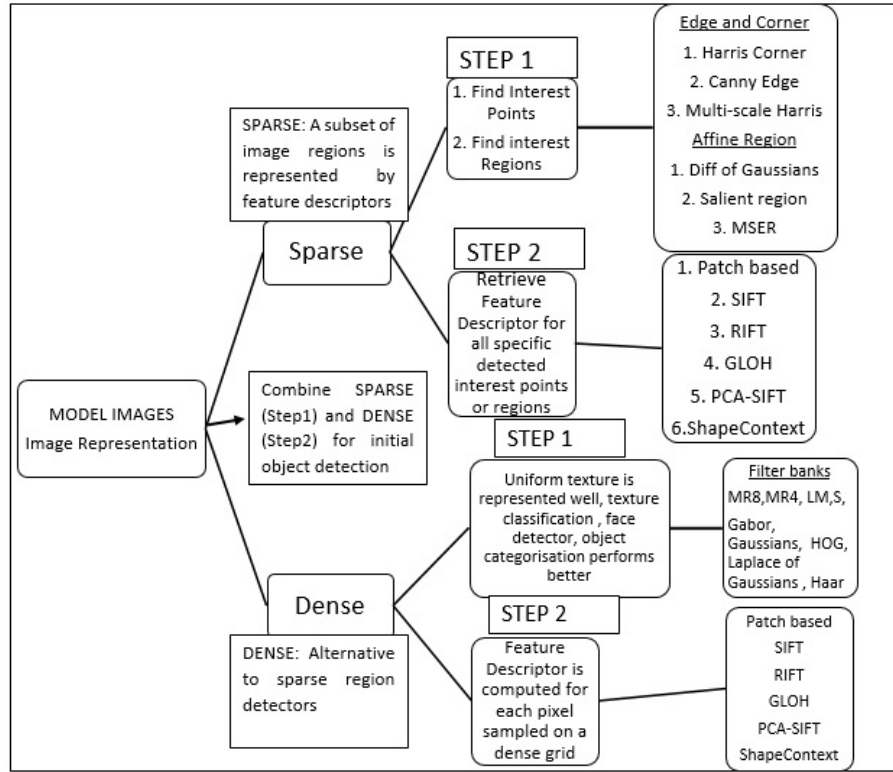 MODEL IMAGES
Image Representation
SPARSE: A subset of
image regions is
represented by
feature descriptors
Sparse
STEP 1
1. Find Interest
Points
2. Find interest
Regions
Edge and Corner
1. Harris Corner
2. Canny Edge
3. Multi-scale Harris
Affine Region
1. Diff of Gaussians
2. Salient region
3. MSER
STEP 2
Retrieve
Feature
Descriptor for
all specific
detected
interest points
or regions
1. Patch based
2. SIFT
3. RIFT
4. GLOH
5. PCA-SIFT
6.ShapeContext
Combine SPARSE
(Step1) and DENSE
(Step2) for initial
object detection
Dense
DENSE: Alternative
to sparse region
detectors
STEP 1
Uniform texture is
represented well, texture
classification , face
detector, object
categorisation performs
better
Filter banks
MR8,MR4, LM,S,
Gabor,
Gaussians, HOG,
Laplace of
Gaussians , Haar
STEP 2
Feature
Descriptor is
computed for
each pixel
sampled on a
dense grid
Patch based
SIFT
RIFT
GLOH
PCA-SIFT
ShapeContext